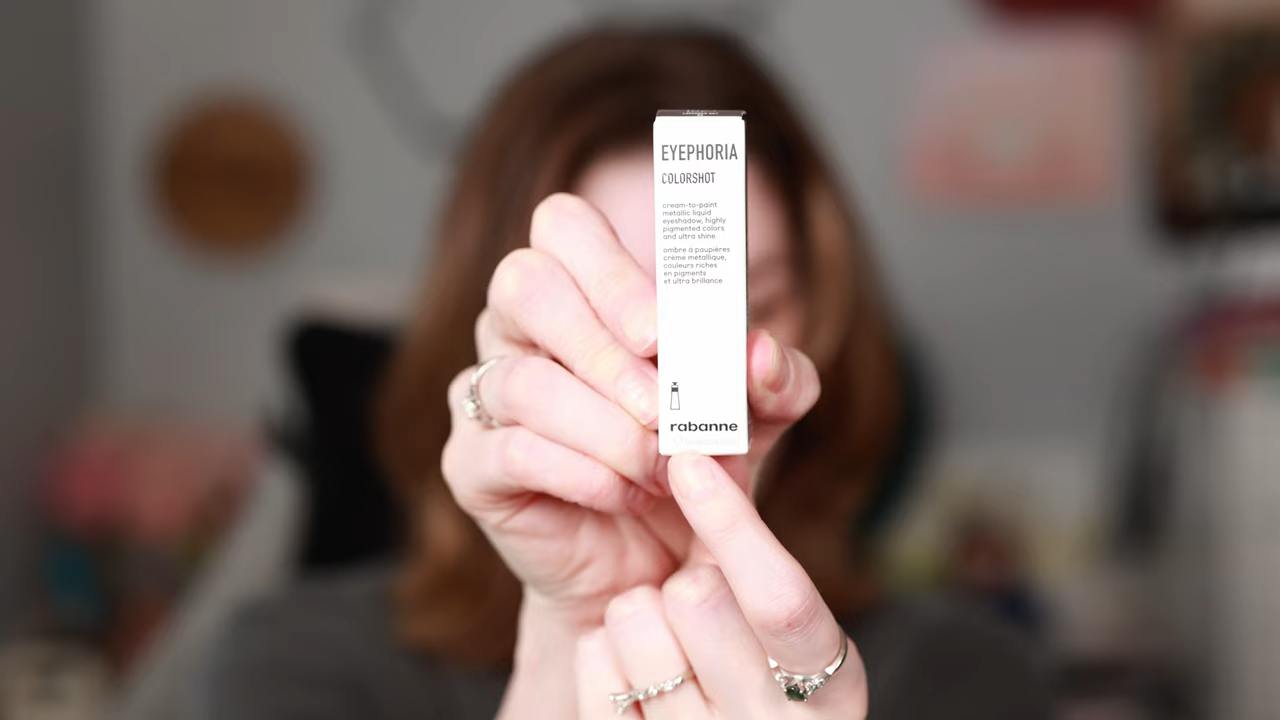 EYEPHORIA
COLORSHOT
cream-to-paint
metallic liquid
eyeshadow, highly
pigmented colors
and ultra shine
ombre à paupières
crème métallique,
couleurs riches
en pigments
et ultra brillance
rabanne